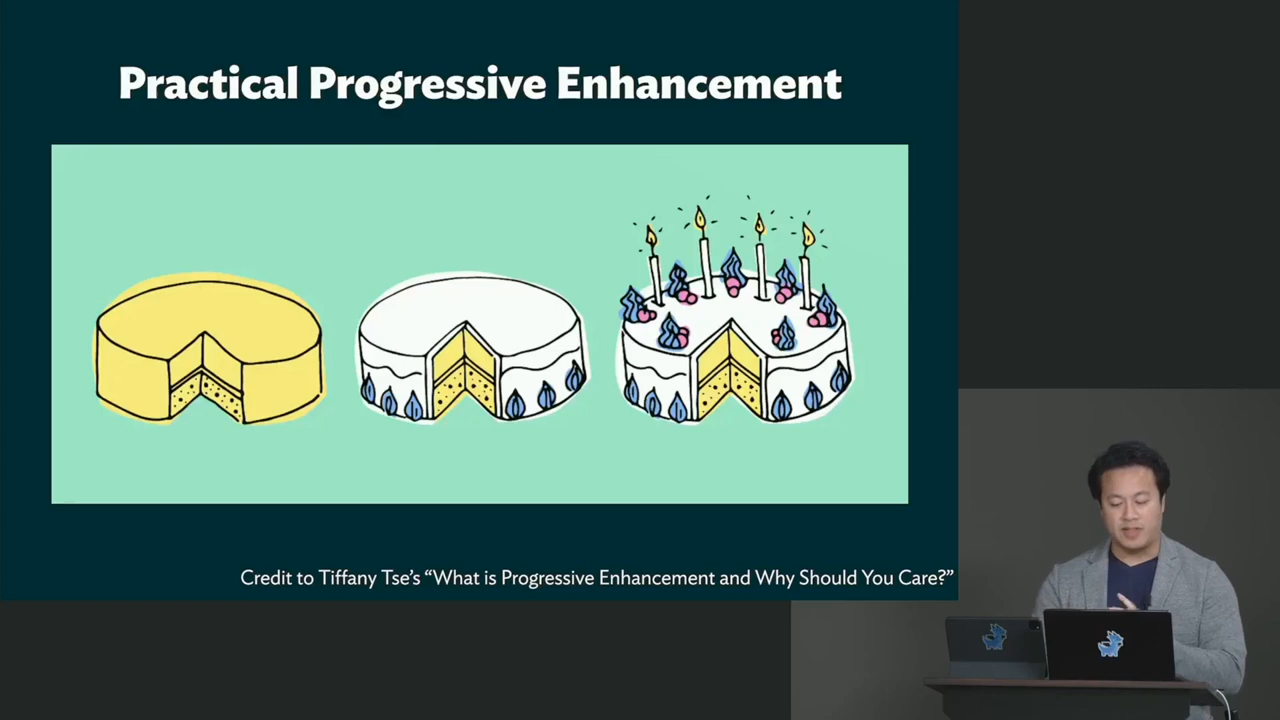 Practical Progressive Enhancement
Credit to Tiffany Tse's “What is Progressive Enhancement and Why Should You Care?”